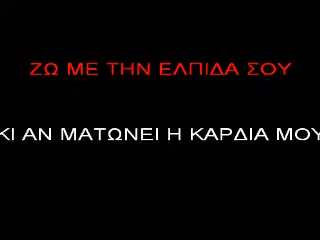 ΖΩ ΜΕ ΤΗΝ ΕΛΠΙΔΑ ΣΟΥ
ΚΙ ΑΝ ΜΑΤΩΝΕΙ Η ΚΑΡΔΙΑ ΜΟΥ